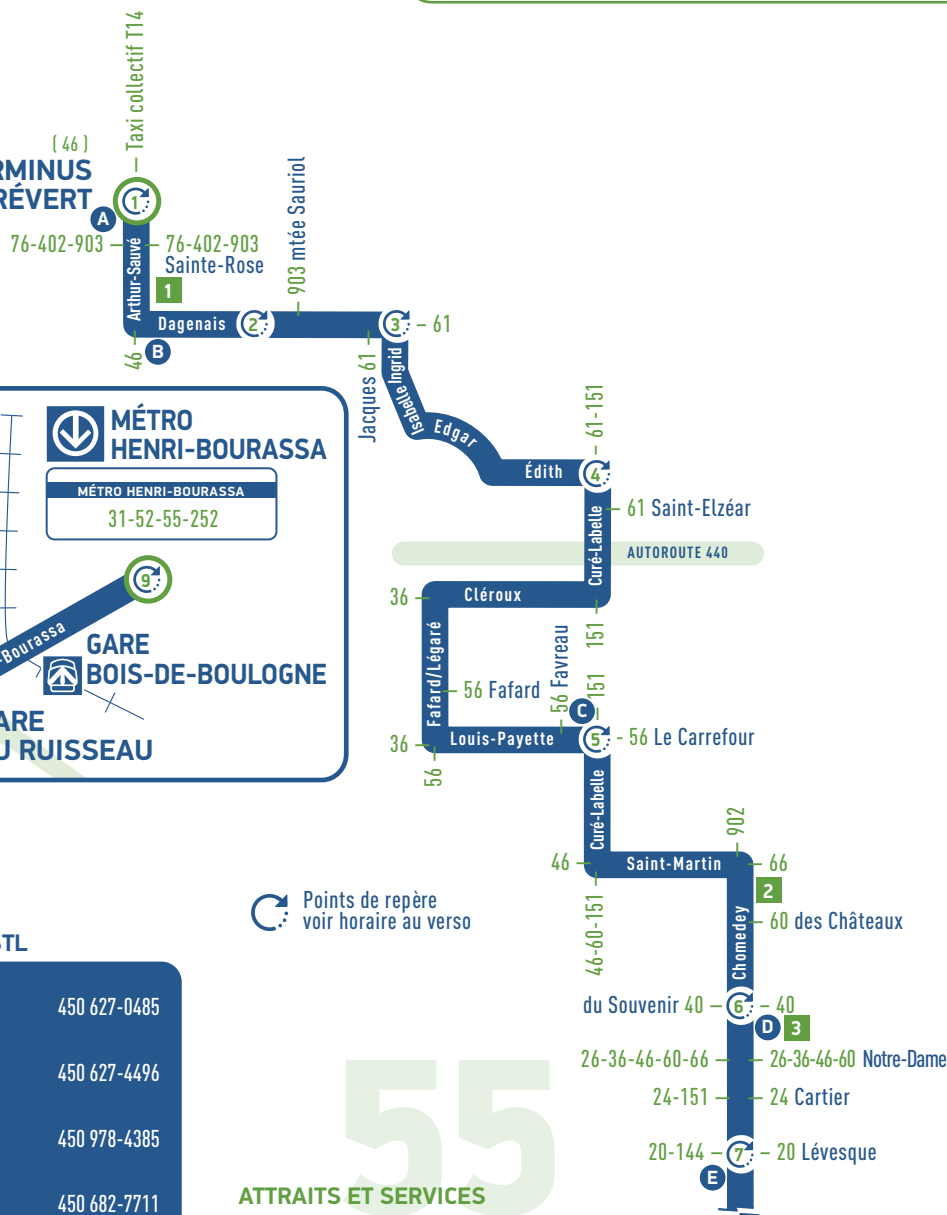 Taxi collectif T14
( 46 )
RMINUS
RÉVERT
1
A
76-402-903
76-402-903
Sainte-Rose
Arthur-Sauvé
1
903 mtée Sauriol
Dagenais
2
3
61
46
B
Jacques 61
Ingrid
Isabelle
Edgar
Édith
4
61-151
61 Saint-Elzéar
Curé-Labelle
AUTOROUTE 440
MÉTRO
HENRI-BOURASSA
MÉTRO HENRI-BOURASSA
31-52-55-252
9
-Bourassa
GARE
BOIS-DE-BOULOGNE
ARE
U RUISSEAU
36
Cléroux
151
Fafard/Légaré
56 Fafard
56 Favreau
151
C
36
Louis-Payette
5
56 Le Carrefour
56
Curé-Labelle
902
46
Saint-Martin
66
2
46-60-151
Chomedey
60 des Châteaux
Points de repère
voir horaire au verso
du Souvenir 40
6
40
D
3
26-36-46-60-66
26-36-46-60 Notre-Dame
24-151
24 Cartier
20-144
7
20 Lévesque
E
TL
450 627-0485
450 627-4496
450 978-4385
450 682-7711
55
ATTRAITS ET SERVICES